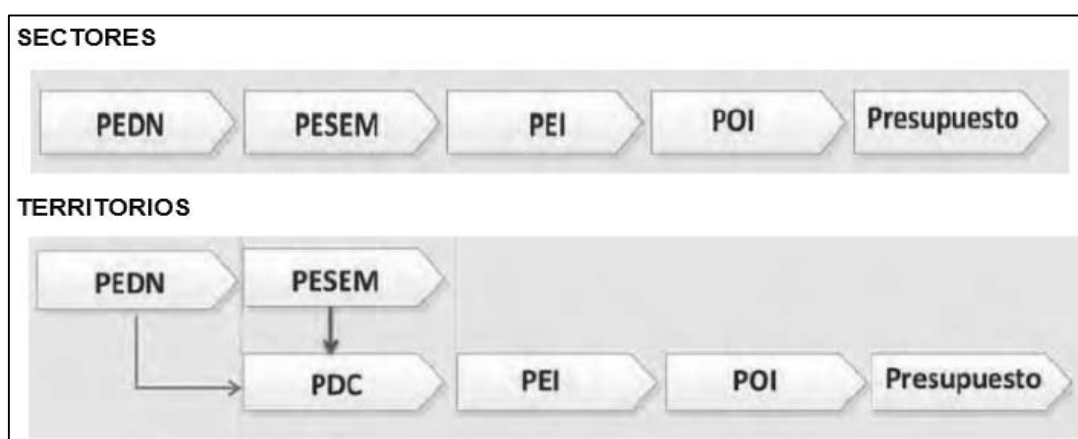 SECTORES
PEDN PESEM PEI POI Presupuesto
TERRITORIOS
PEDN PESEM
PDC PEI POI Presupuesto